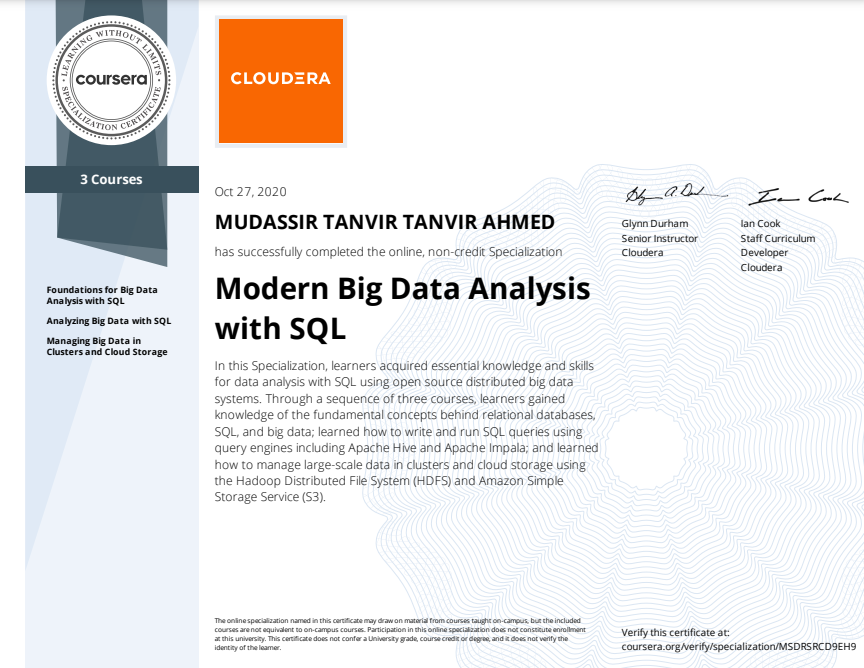 LEARNING WITHOUT LIMITS
coursera
SPECIALIZATION CERTIFICATE
3 Courses
Foundations for Big Data
Analysis with SQL
Analyzing Big Data with SQL
Managing Big Data in
Clusters and Cloud Storage
CLOUDERA
Oct 27, 2020
MUDASSIR TANVIR TANVIR AHMED
has successfully completed the online, non-credit Specialization
Modern Big Data Analysis
with SQL
In this Specialization, learners acquired essential knowledge and skills
for data analysis with SQL using open source distributed big data
systems. Through a sequence of three courses, learners gained
knowledge of the fundamental concepts behind relational databases,
SQL, and big data; learned how to write and run SQL queries using
query engines including Apache Hive and Apache Impala; and learned
how to manage large-scale data in clusters and cloud storage using
the Hadoop Distributed File System (HDFS) and Amazon Simple
Storage Service (S3).
Glynn Durham
Senior Instructor
Cloudera
Ian Cook
Ian Cook
Staff Curriculum
Developer
Cloudera
The online specialization named in this certificate may draw on material from courses taught on-campus, but the included
courses are not equivalent to on-campus courses. Participation in this online specialization does not constitute enrollment
at this university. This certificate does not confer a University grade, course credit or degree, and it does not verify the
identity of the learner.
Verify this certificate at:
coursera.org/verify/specialization/MSDRSRCD9EH9